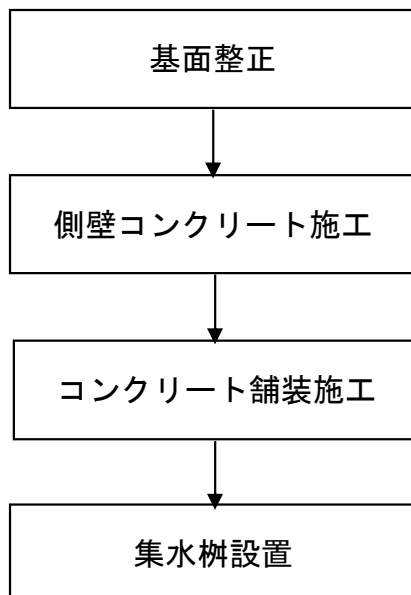 基面整正
側壁コンクリート施工
コンクリート舗装施工
集水桝設置